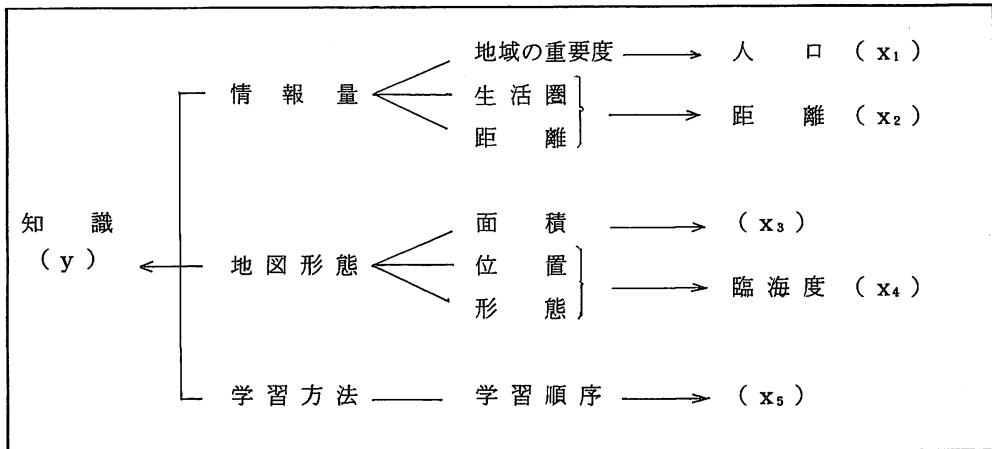 地域の重要度 人口 (x₁)
情報量 生活圏
距離 距離 (x₂)
知識 面積 (x₃)
(y) 地図形態 位置
形態 臨海度 (x₄)
学習方法 学習順序 (x₅)